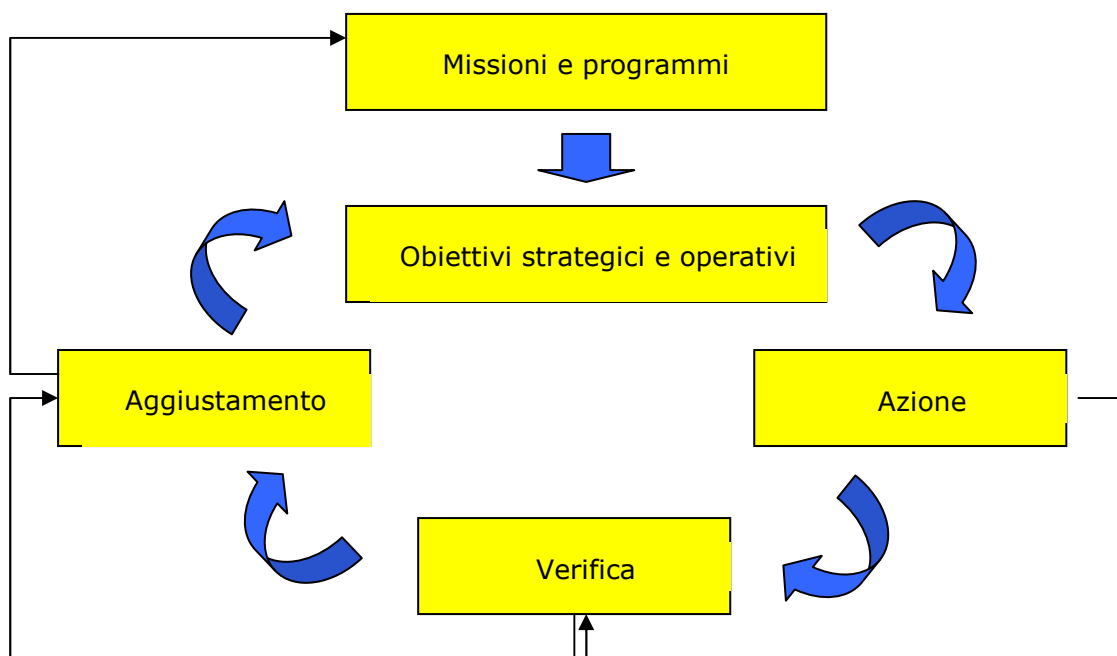 Missioni e programmi
Obiettivi strategici e operativi
Aggiustamento
Azione
Verifica